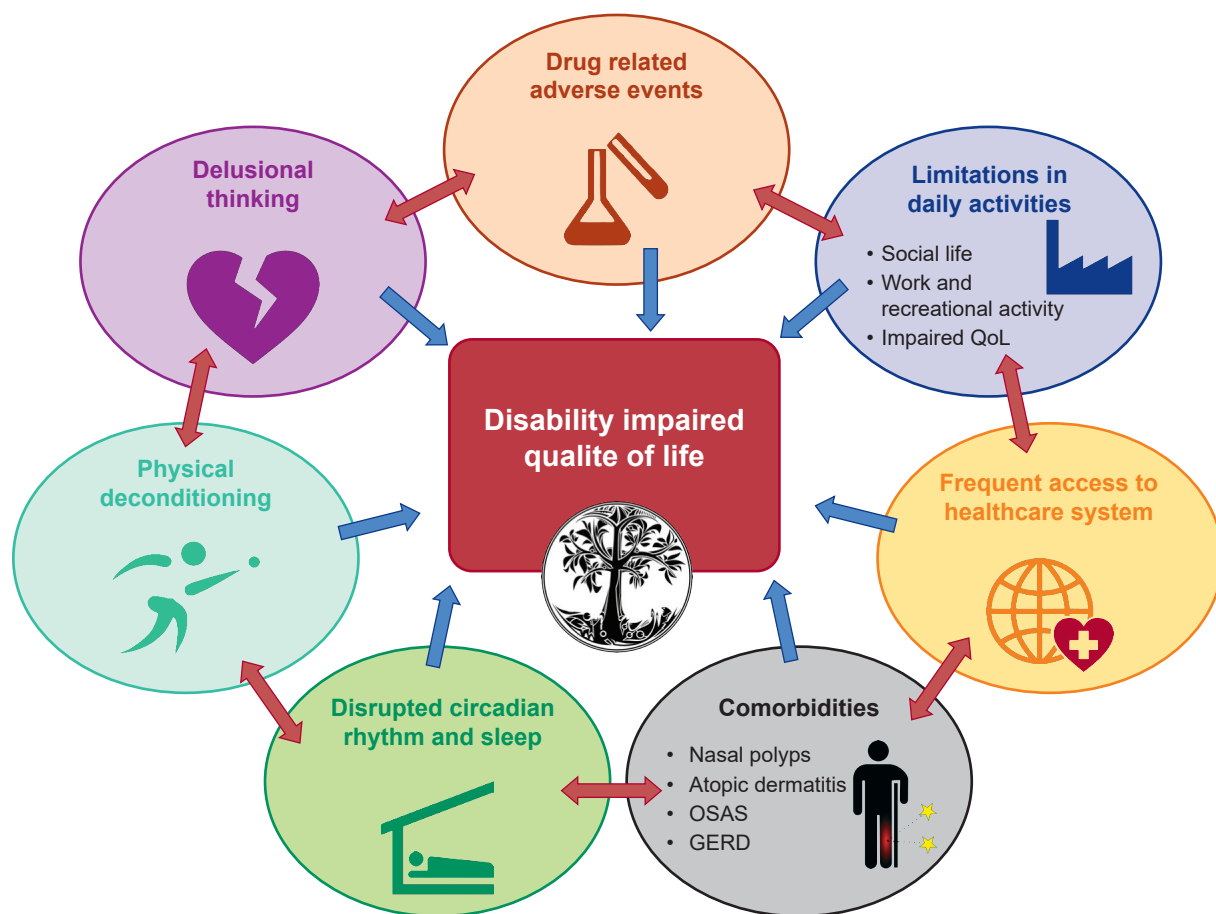 Drug related
adverse events
Delusional
thinking
Limitations in
daily activities
• Social life
• Work and
recreational activity
• Impaired QoL
Disability impaired
qualite of life
Physical
deconditioning
Frequent access to
healthcare system
Disrupted circadian
rhythm and sleep
Comorbidities
• Nasal polyps
• Atopic dermatitis
• OSAS
• GERD